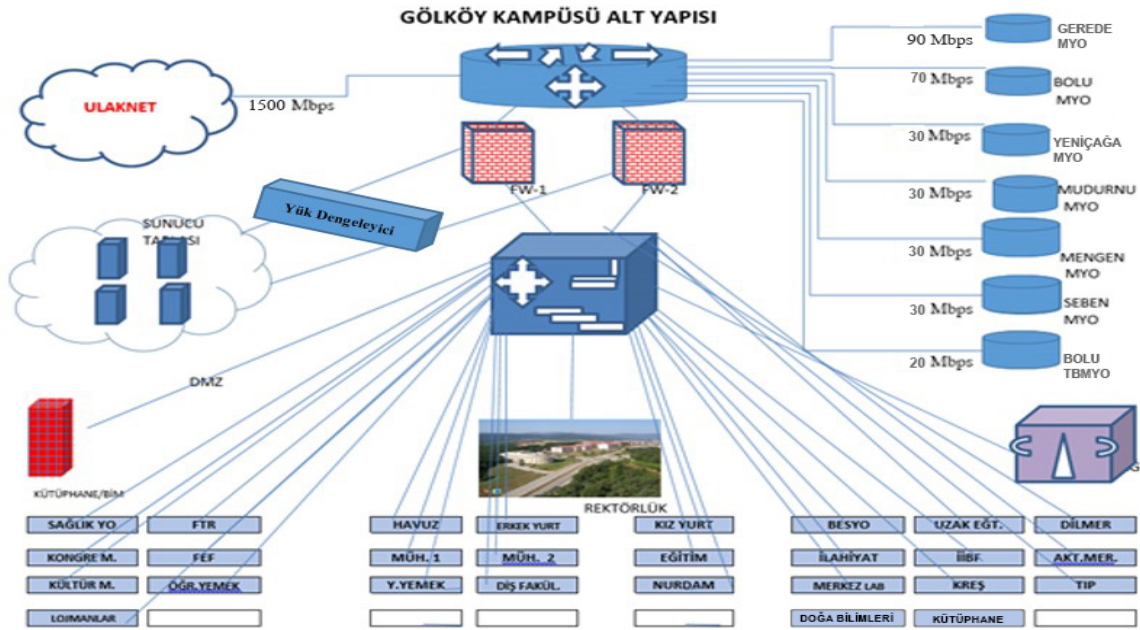 GÖLKÖY KAMPÜSÜ ALT YAPISI
ULAKNET
1500 Mbps
90 Mbps
GEREDE
MYO
70 Mbps
BOLU
MYO
30 Mbps
YENİÇAĞA
MYO
30 Mbps
MUDURNU
MYO
30 Mbps
MENGEN
MYO
30 Mbps
SEBEN
MYO
20 Mbps
BOLU
TBMYO
FW-1
FW-2
Yük Dengeleyici
SUNUCU
DMZ
KÜTÜPHANE/BİM
REKTÖRLÜK
G
SAĞLIK YO
FTR
HAVUZ
ERKEK YURT
KIZ YURT
BESYO
UZAK EĞT.
DİLMER
KONGRE M.
FEF
MÜH. 1
MÜH. 2
EĞİTİM
İLAHİYAT
İİBF
AKT.MER.
KÜLTÜR M.
ÖĞR.YEMEK
Y.YEMEK
DİŞ FAKÜL.
NURDAM
MERKEZ LAB
KREŞ
TIP
LOJMANLAR
DOĞA BİLİMLERİ
KÜTÜPHANE